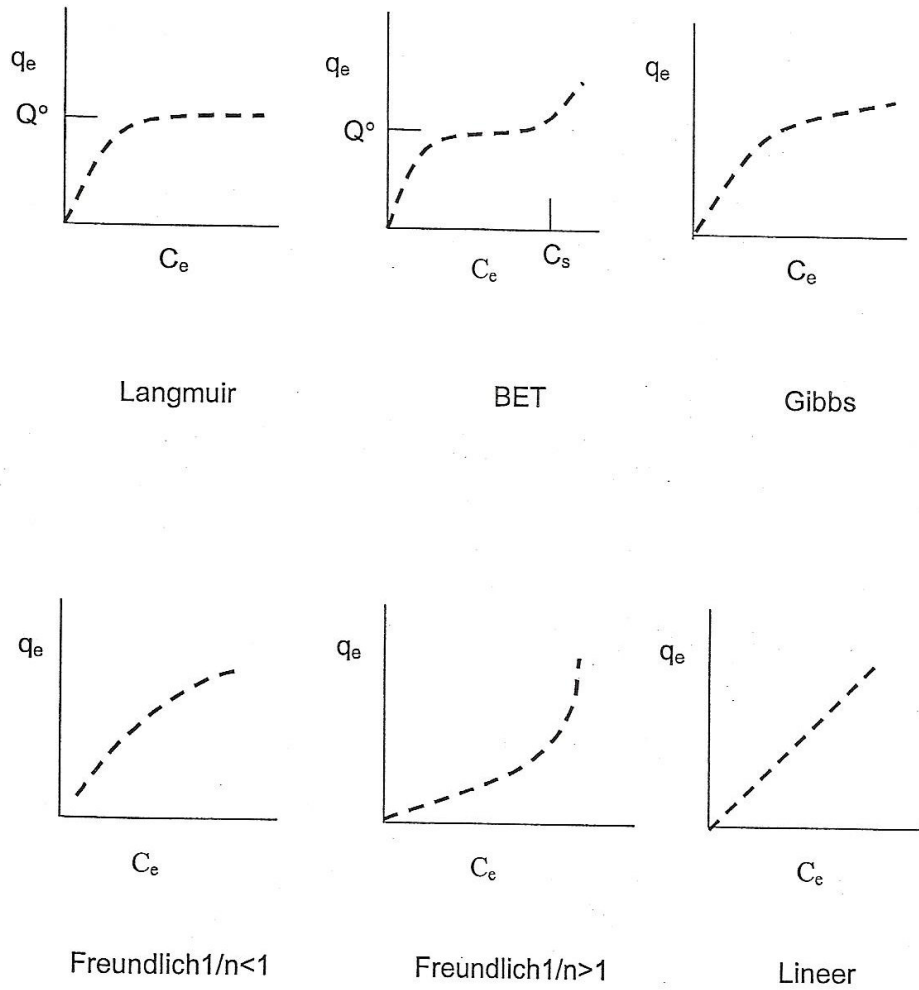 qₑ
Q°
Cₑ
Langmuir
qₑ
Q°
Cₑ
Cₛ
BET
qₑ
Cₑ
Gibbs
qₑ
Cₑ
Freundlich1/n<1
qₑ
Cₑ
Freundlich1/n>1
qₑ
Cₑ
Lineer